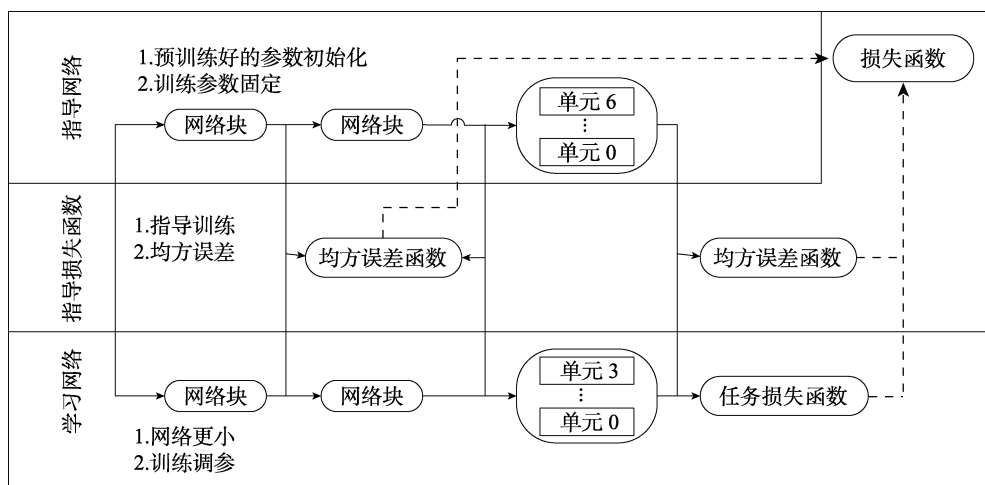 指导网络
1.预训练好的参数初始化
2.训练参数固定
网络块
网络块
单元 6
⋮
单元 0
损失函数
指导损失函数
1.指导训练
2.均方误差
均方误差函数
均方误差函数
学习网络
网络块
网络块
单元 3
⋮
单元 0
任务损失函数
1.网络更小
2.训练调参